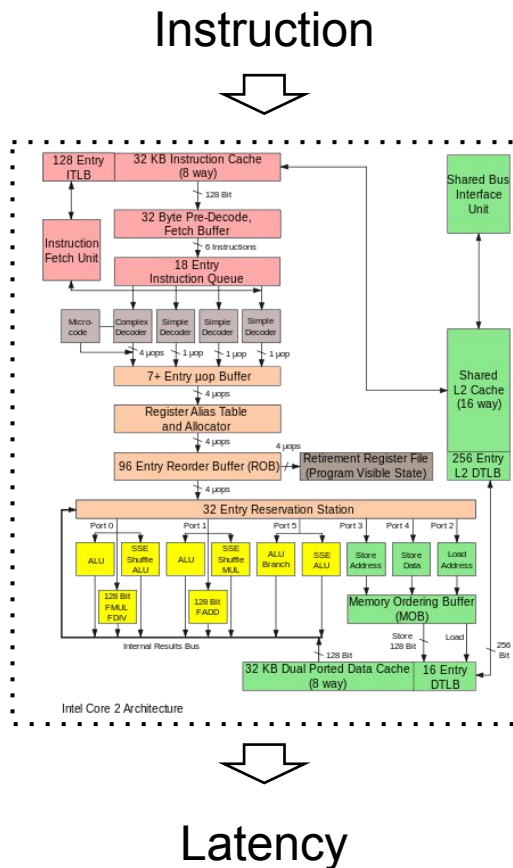 Instruction
128 Entry
ITLB
32 KB Instruction Cache
(8 way)
Shared Bus
Interface
Unit
128 Bit
32 Byte Pre-Decode,
Fetch Buffer
Instruction
Fetch Unit
6 Instructions
18 Entry
Instruction Queue
Micro-
code
Complex
Decoder
Simple
Decoder
Simple
Decoder
Simple
Decoder
4 μops
1 μop
1 μop
1 μop
Shared
L2 Cache
(16 way)
7+ Entry μop Buffer
4 μops
Register Alias Table
and Allocator
4 μops
4 μops
96 Entry Reorder Buffer (ROB)
Retirement Register File
(Program Visible State)
256 Entry
L2 DTLB
4 μops
32 Entry Reservation Station
Port 0
Port 1
Port 5
Port 3
Port 4
Port 2
ALU
SSE
Shuffle
ALU
ALU
SSE
Shuffle
MUL
ALU
Branch
SSE
ALU
Store
Address
Store
Data
Load
Address
128 Bit
FMUL
FDIV
128 Bit
FADD
Memory Ordering Buffer
(MOB)
Internal Results Bus
Store
128 Bit
Load
128 Bit
256
Bit
32 KB Dual Ported Data Cache
(8 way)
16 Entry
DTLB
Intel Core 2 Architecture
Latency